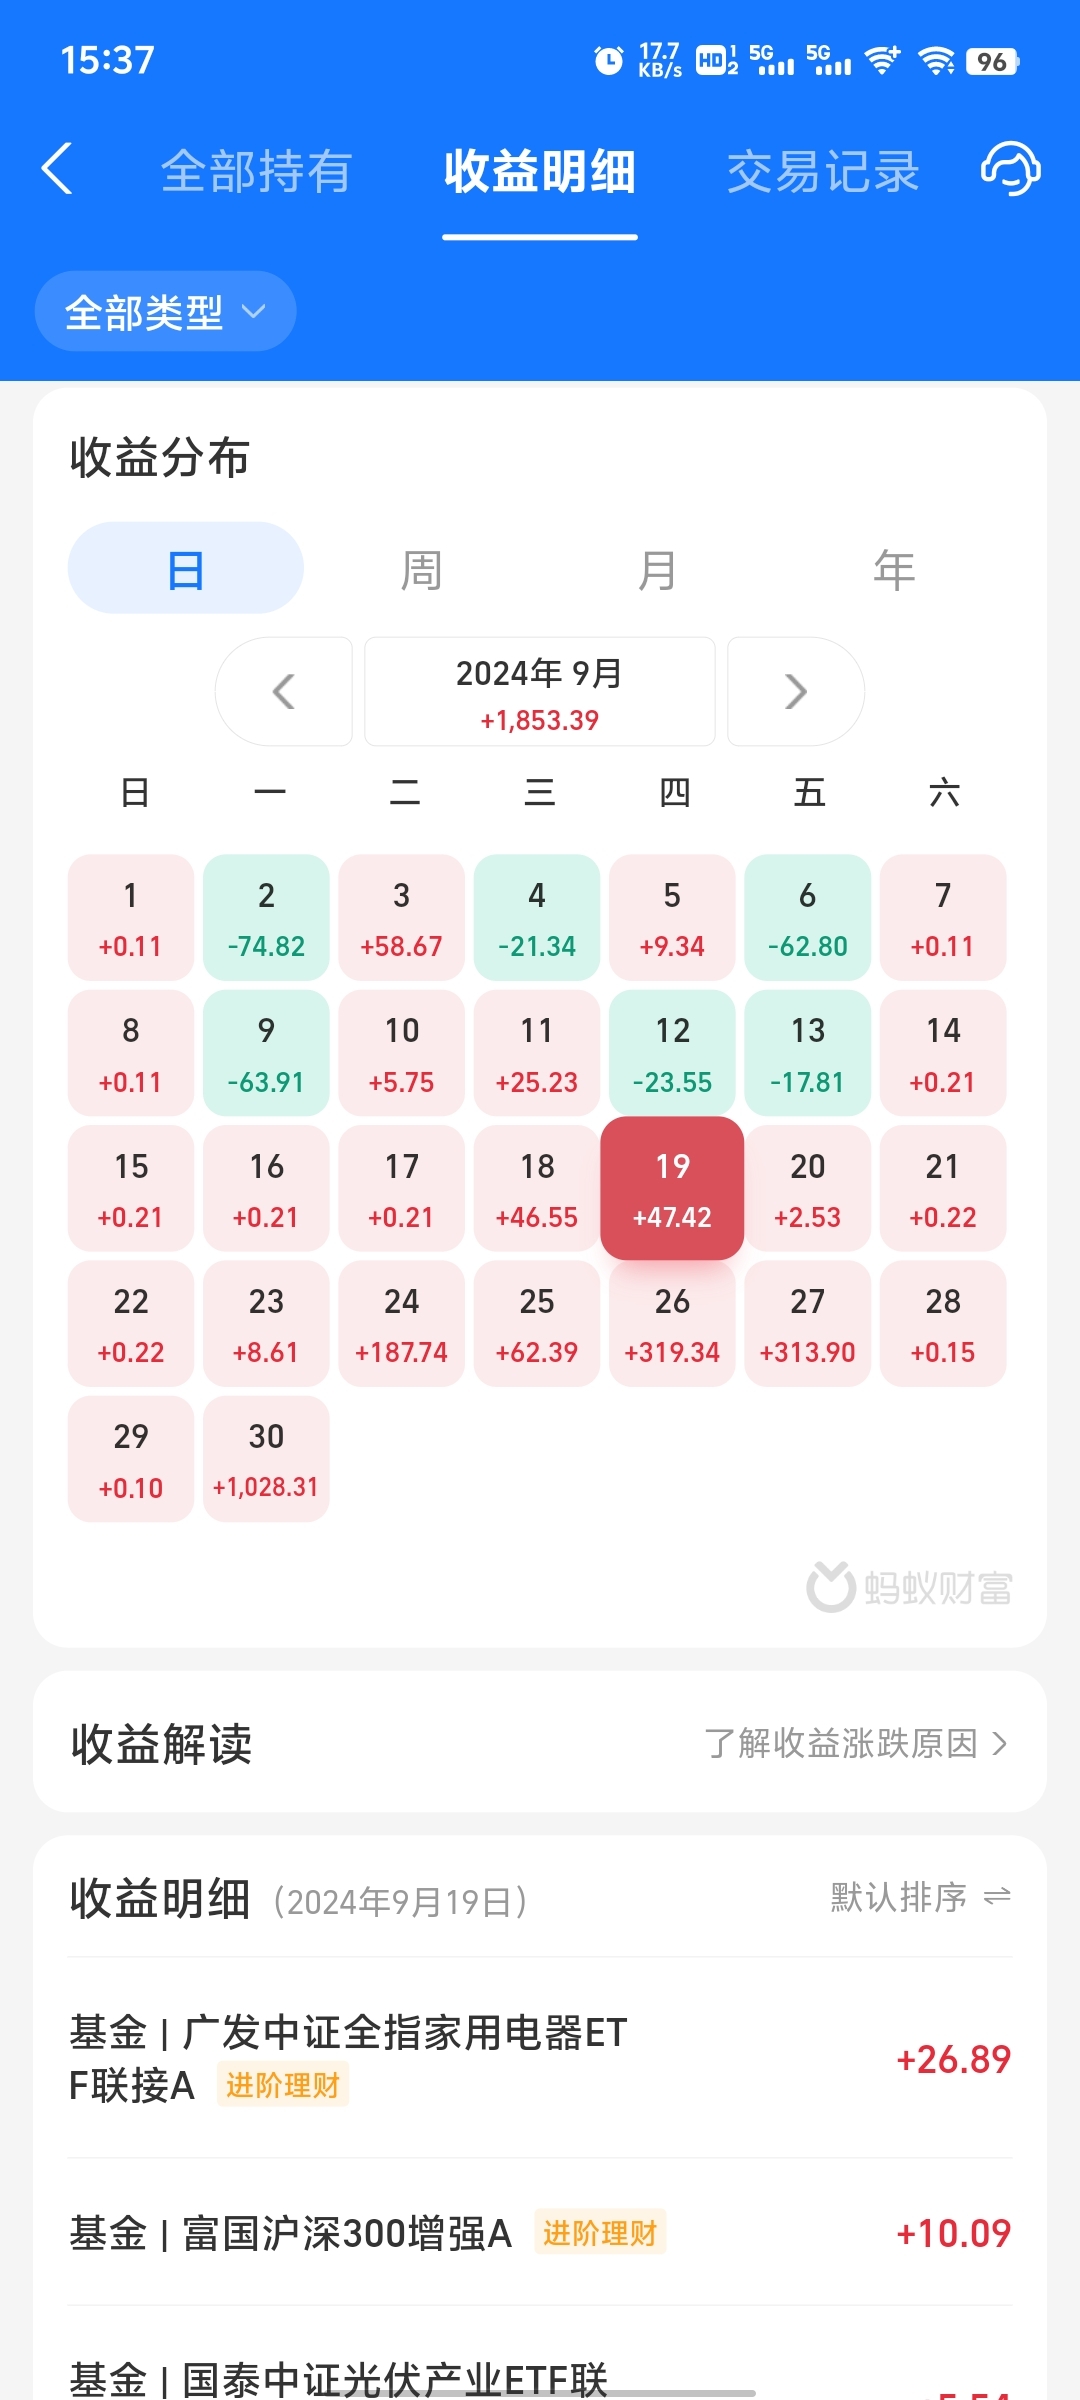 15:37
17.7 KB/s HD 1 2 5G 5G 96
全部持有 收益明细 交易记录
全部类型
收益分布
日 周 月 年
2024年 9月
+1,853.39
日 一 二 三 四 五 六
1 2 3 4 5 6 7
+0.11 -74.82 +58.67 -21.34 +9.34 -62.80 +0.11
8 9 10 11 12 13 14
+0.11 -63.91 +5.75 +25.23 -23.55 -17.81 +0.21
15 16 17 18 19 20 21
+0.21 +0.21 +0.21 +46.55 +47.42 +2.53 +0.22
22 23 24 25 26 27 28
+0.22 +8.61 +187.74 +62.39 +319.34 +313.90 +0.15
29 30
+0.10 +1,028.31
蚂蚁财富
收益解读 了解收益涨跌原因
收益明细（2024年9月19日） 默认排序
基金 | 广发中证全指家用电器ET
F联接A 进阶理财 +26.89
基金 | 富国沪深300增强A 进阶理财 +10.09
基金 | 国泰中证光伏产业ETF联